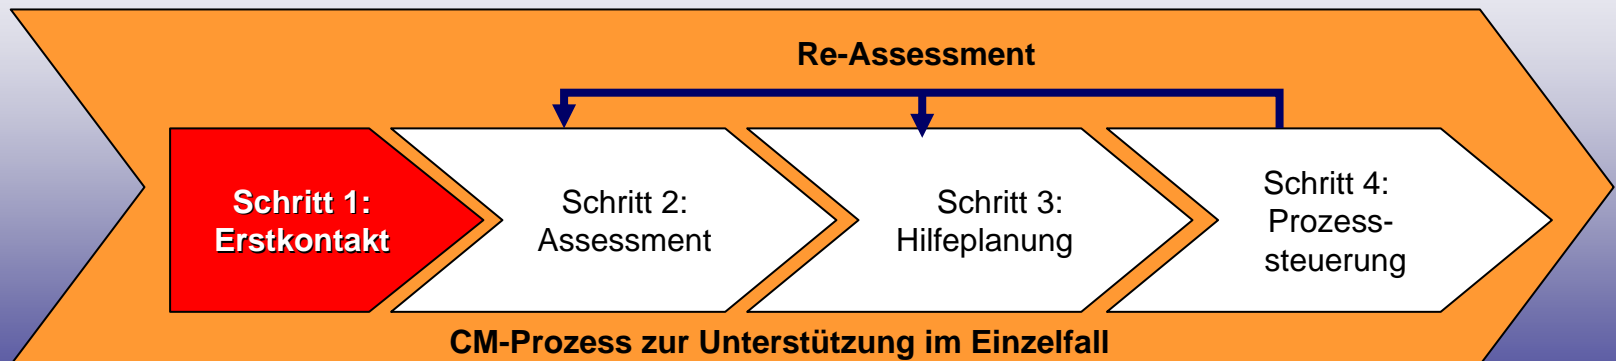 Re-Assessment
Schritt 1:
Erstkontakt
Schritt 2:
Assessment
Schritt 3:
Hilfeplanung
Schritt 4:
Prozess-
steuerung
CM-Prozess zur Unterstützung im Einzelfall